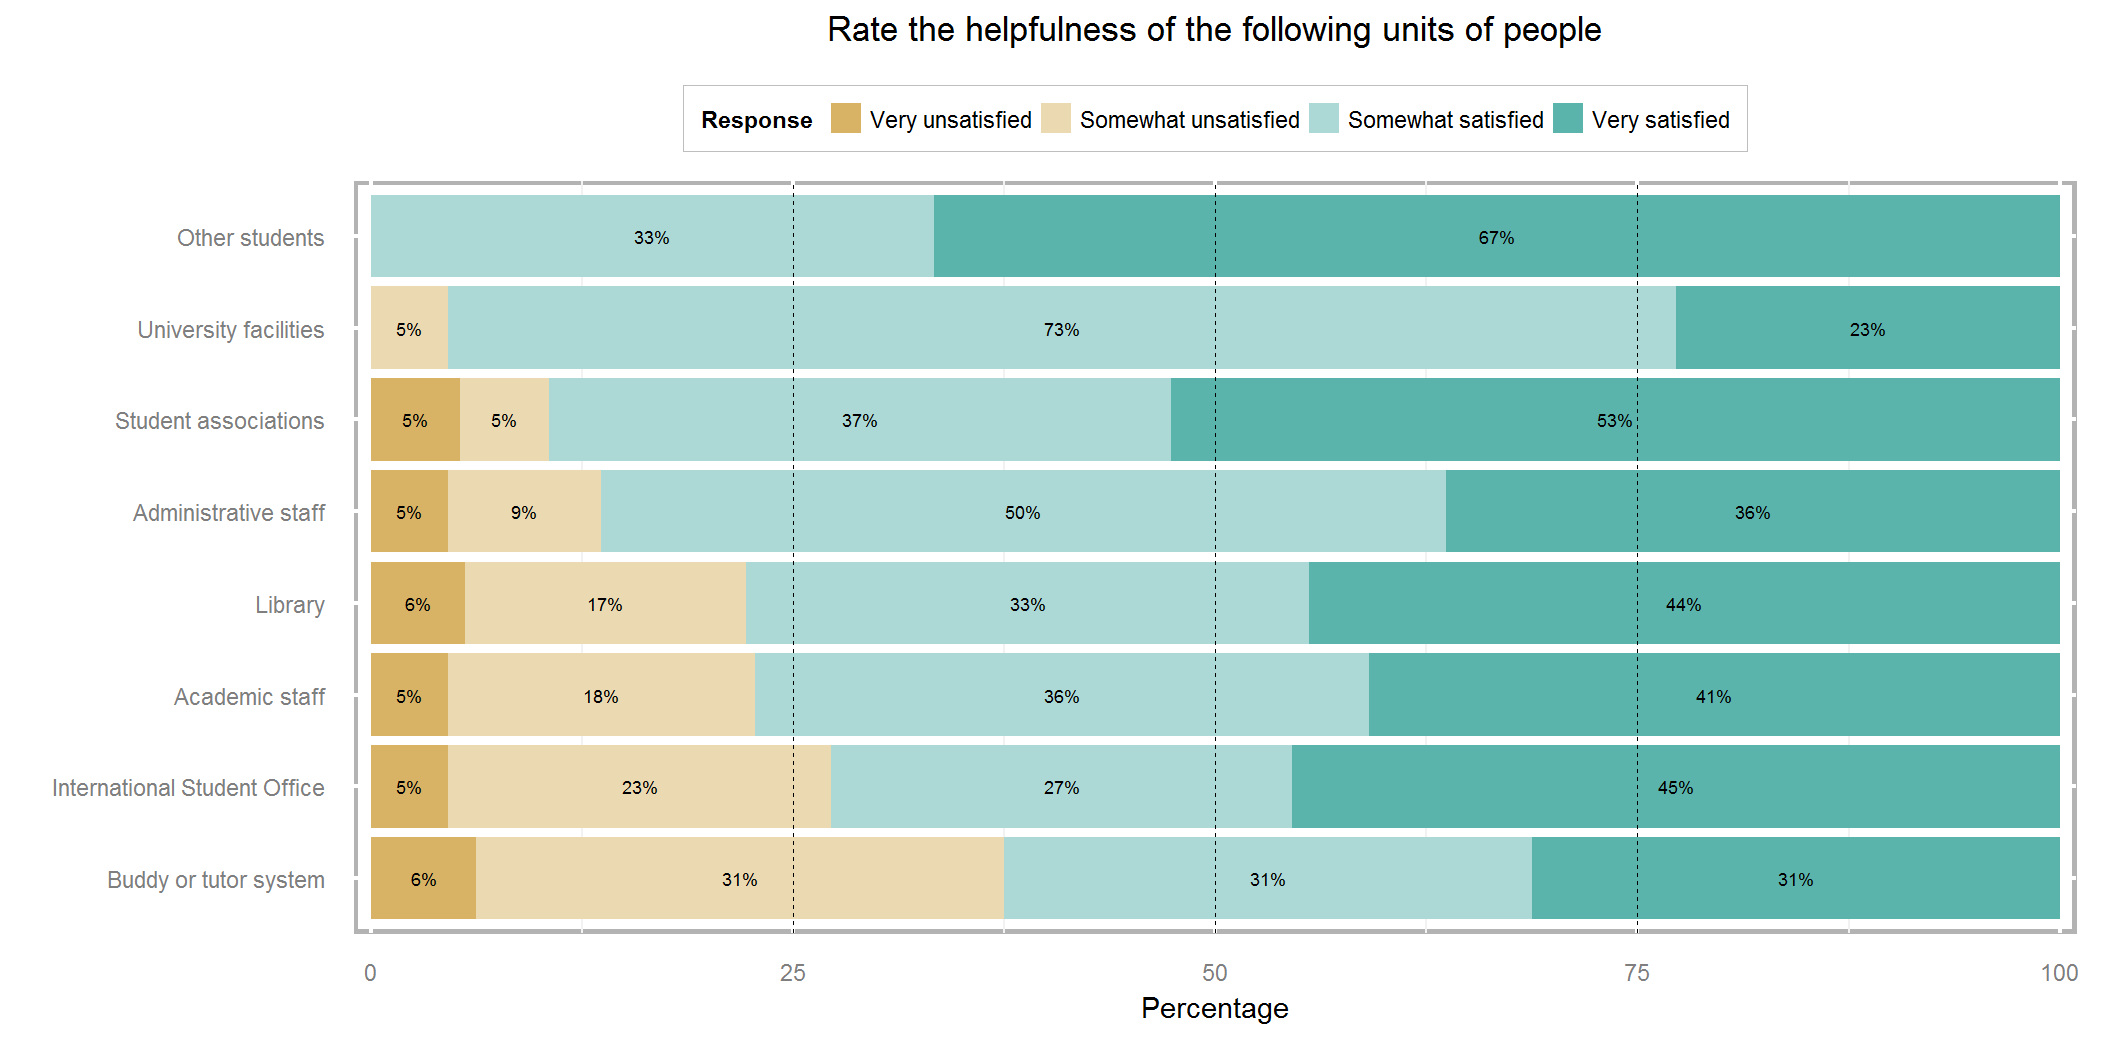 Rate the helpfulness of the following units of people
Response Very unsatisfied Somewhat unsatisfied Somewhat satisfied Very satisfied
Other students 33% 67%
University facilities 5% 73% 23%
Student associations 5% 5% 37% 53%
Administrative staff 5% 9% 50% 36%
Library 6% 17% 33% 44%
Academic staff 5% 18% 36% 41%
International Student Office 5% 23% 27% 45%
Buddy or tutor system 6% 31% 31% 31%
0 25 50 75 100
Percentage